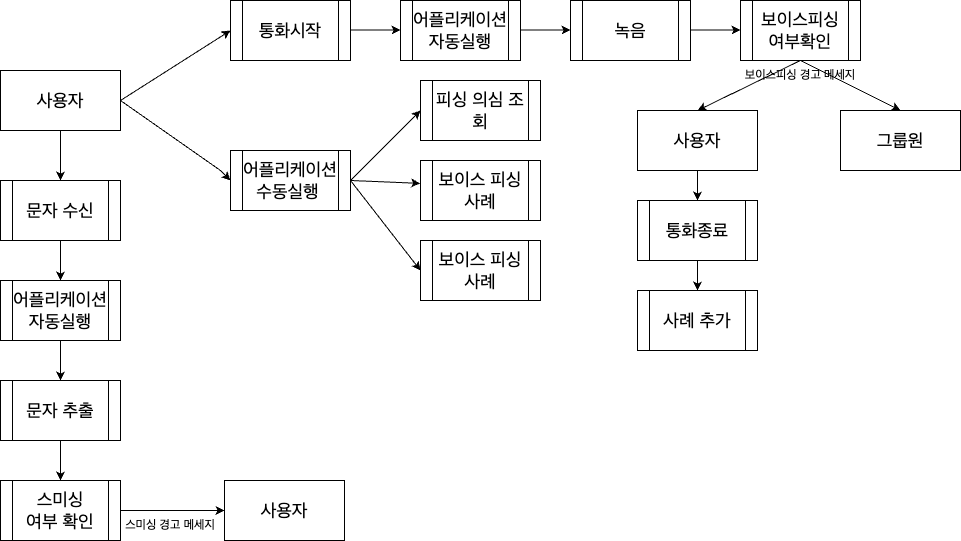 통화시작
어플리케이션
자동실행
녹음
보이스피싱
여부확인
보이스피싱 경고 메세지
사용자
피싱 의심 조
회
사용자
그룹원
어플리케이션
수동실행
보이스 피싱
사례
문자 수신
통화종료
보이스 피싱
사례
어플리케이션
자동실행
사례 추가
문자 추출
스미싱
여부 확인
스미싱 경고 메세지
사용자